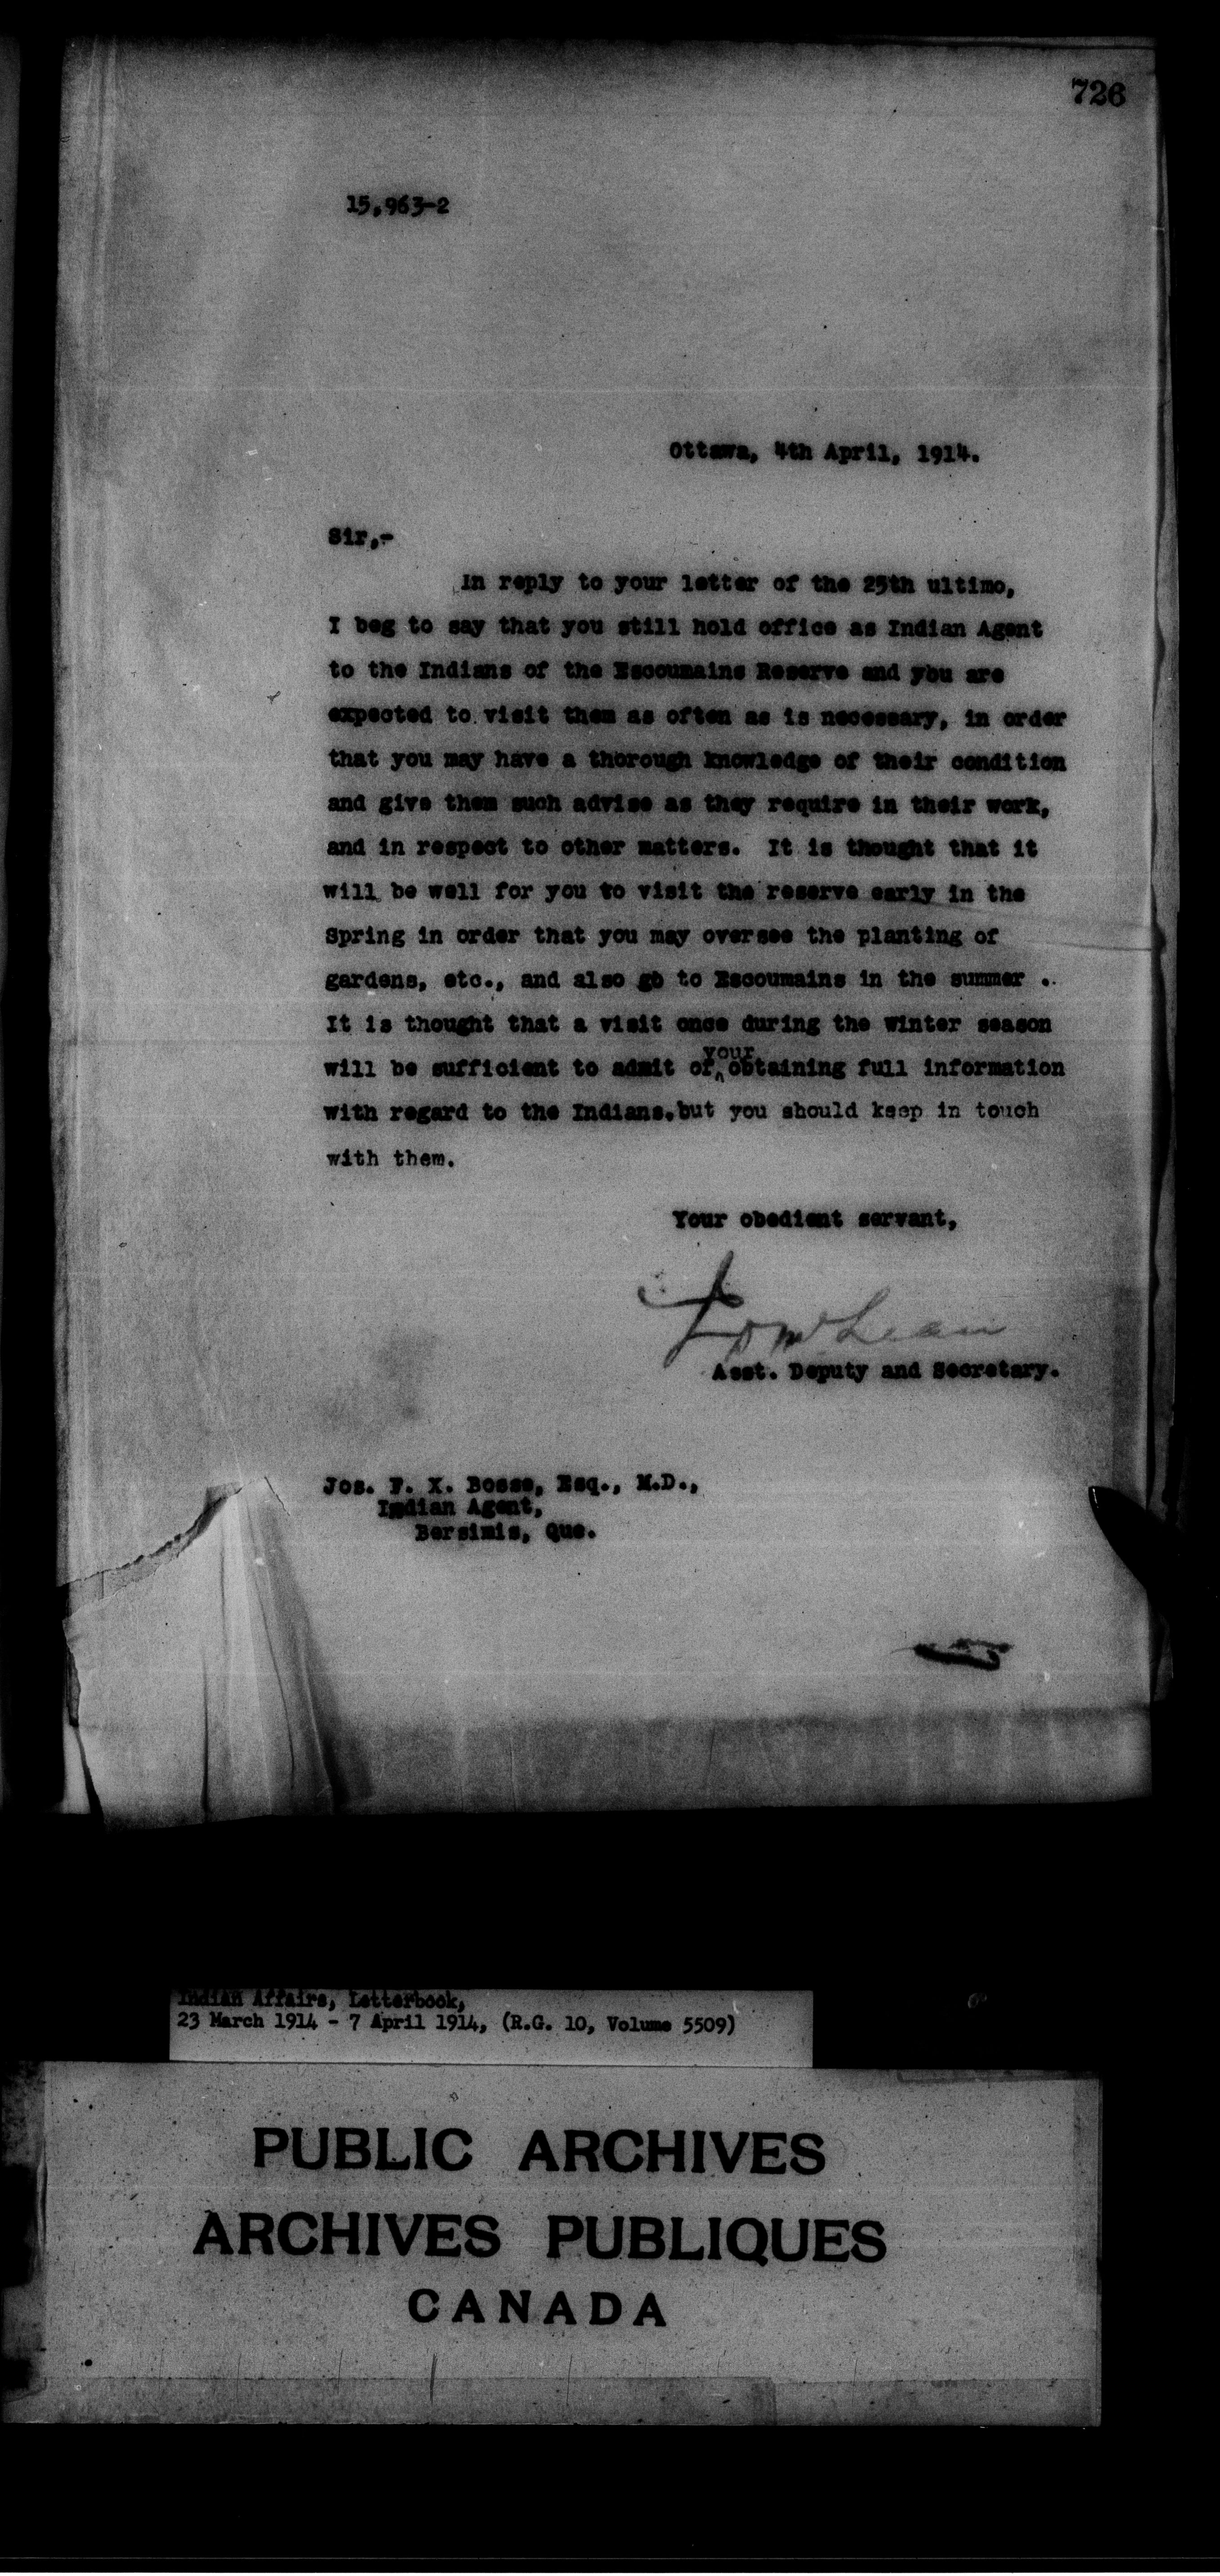 726
15,963-2
Ottawa, 4th April, 1914.
Sir,-
In reply to your letter of the 25th ultimo,
I beg to say that you still hold office as Indian Agent
to the Indians of the Escoumains Reserve and you are
expected to visit them as often as is necessary, in order
that you may have a thorough knowledge of their condition
and give them such advise as they require in their work,
and in respect to other matters. It is thought that it
will be well for you to visit the reserve early in the
Spring in order that you may oversee the planting of
gardens, etc., and also go to Escoumains in the summer .
It is thought that a visit once during the winter season
will be sufficient to admit of your obtaining full information
with regard to the Indians, but you should keep in touch
with them.
Your obedient servant,
J D McLean
Asst. Deputy and Secretary.
Jos. F. X. Bosse, Esq., M.D.,
Indian Agent,
Bersimis, Que.
Indian Affairs, Letterbook,
23 March 1914 - 7 April 1914, (R.G. 10, Volume 5509)
PUBLIC ARCHIVES
ARCHIVES PUBLIQUES
CANADA